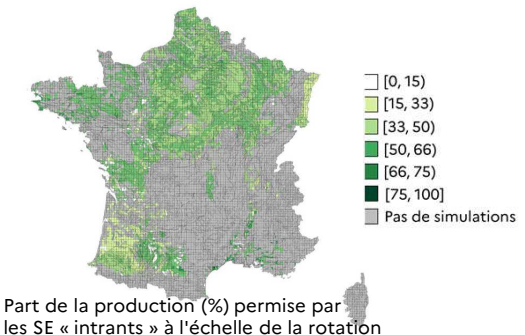 [0, 15)
[15, 33)
[33, 50)
[50, 66)
[66, 75)
[75, 100]
Pas de simulations
Part de la production (%) permise par
les SE « intrants » à l'échelle de la rotation